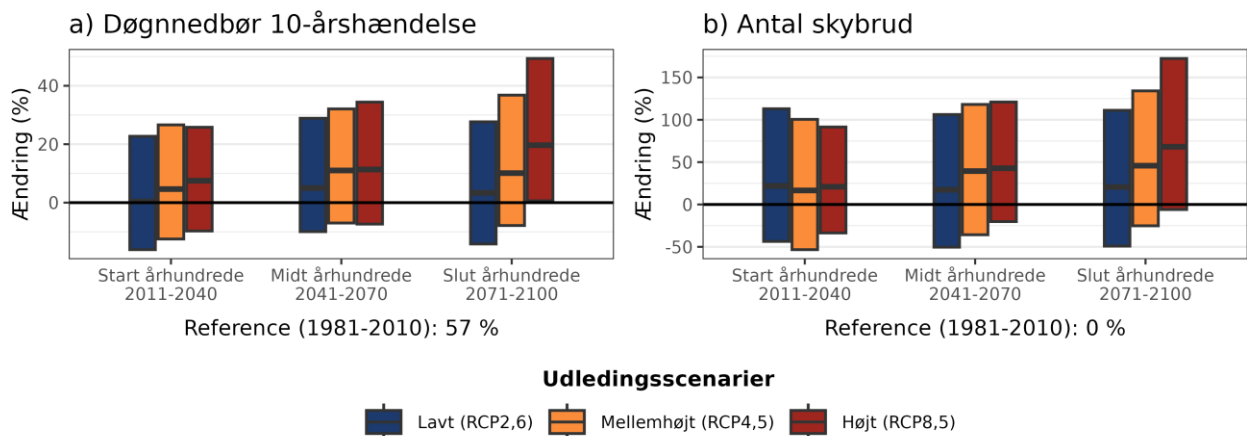 a) Døgnnedbør 10-årshændelse
b) Antal skybrud
Ændring (%)
40
20
0
Start århundrede
2011-2040
Midt århundrede
2041-2070
Slut århundrede
2071-2100
Reference (1981-2010): 57 %
Ændring (%)
150
100
50
0
-50
Start århundrede
2011-2040
Midt århundrede
2041-2070
Slut århundrede
2071-2100
Reference (1981-2010): 0 %
Udledingsscenarier
Lavt (RCP2,6)
Mellemhøjt (RCP4,5)
Højt (RCP8,5)